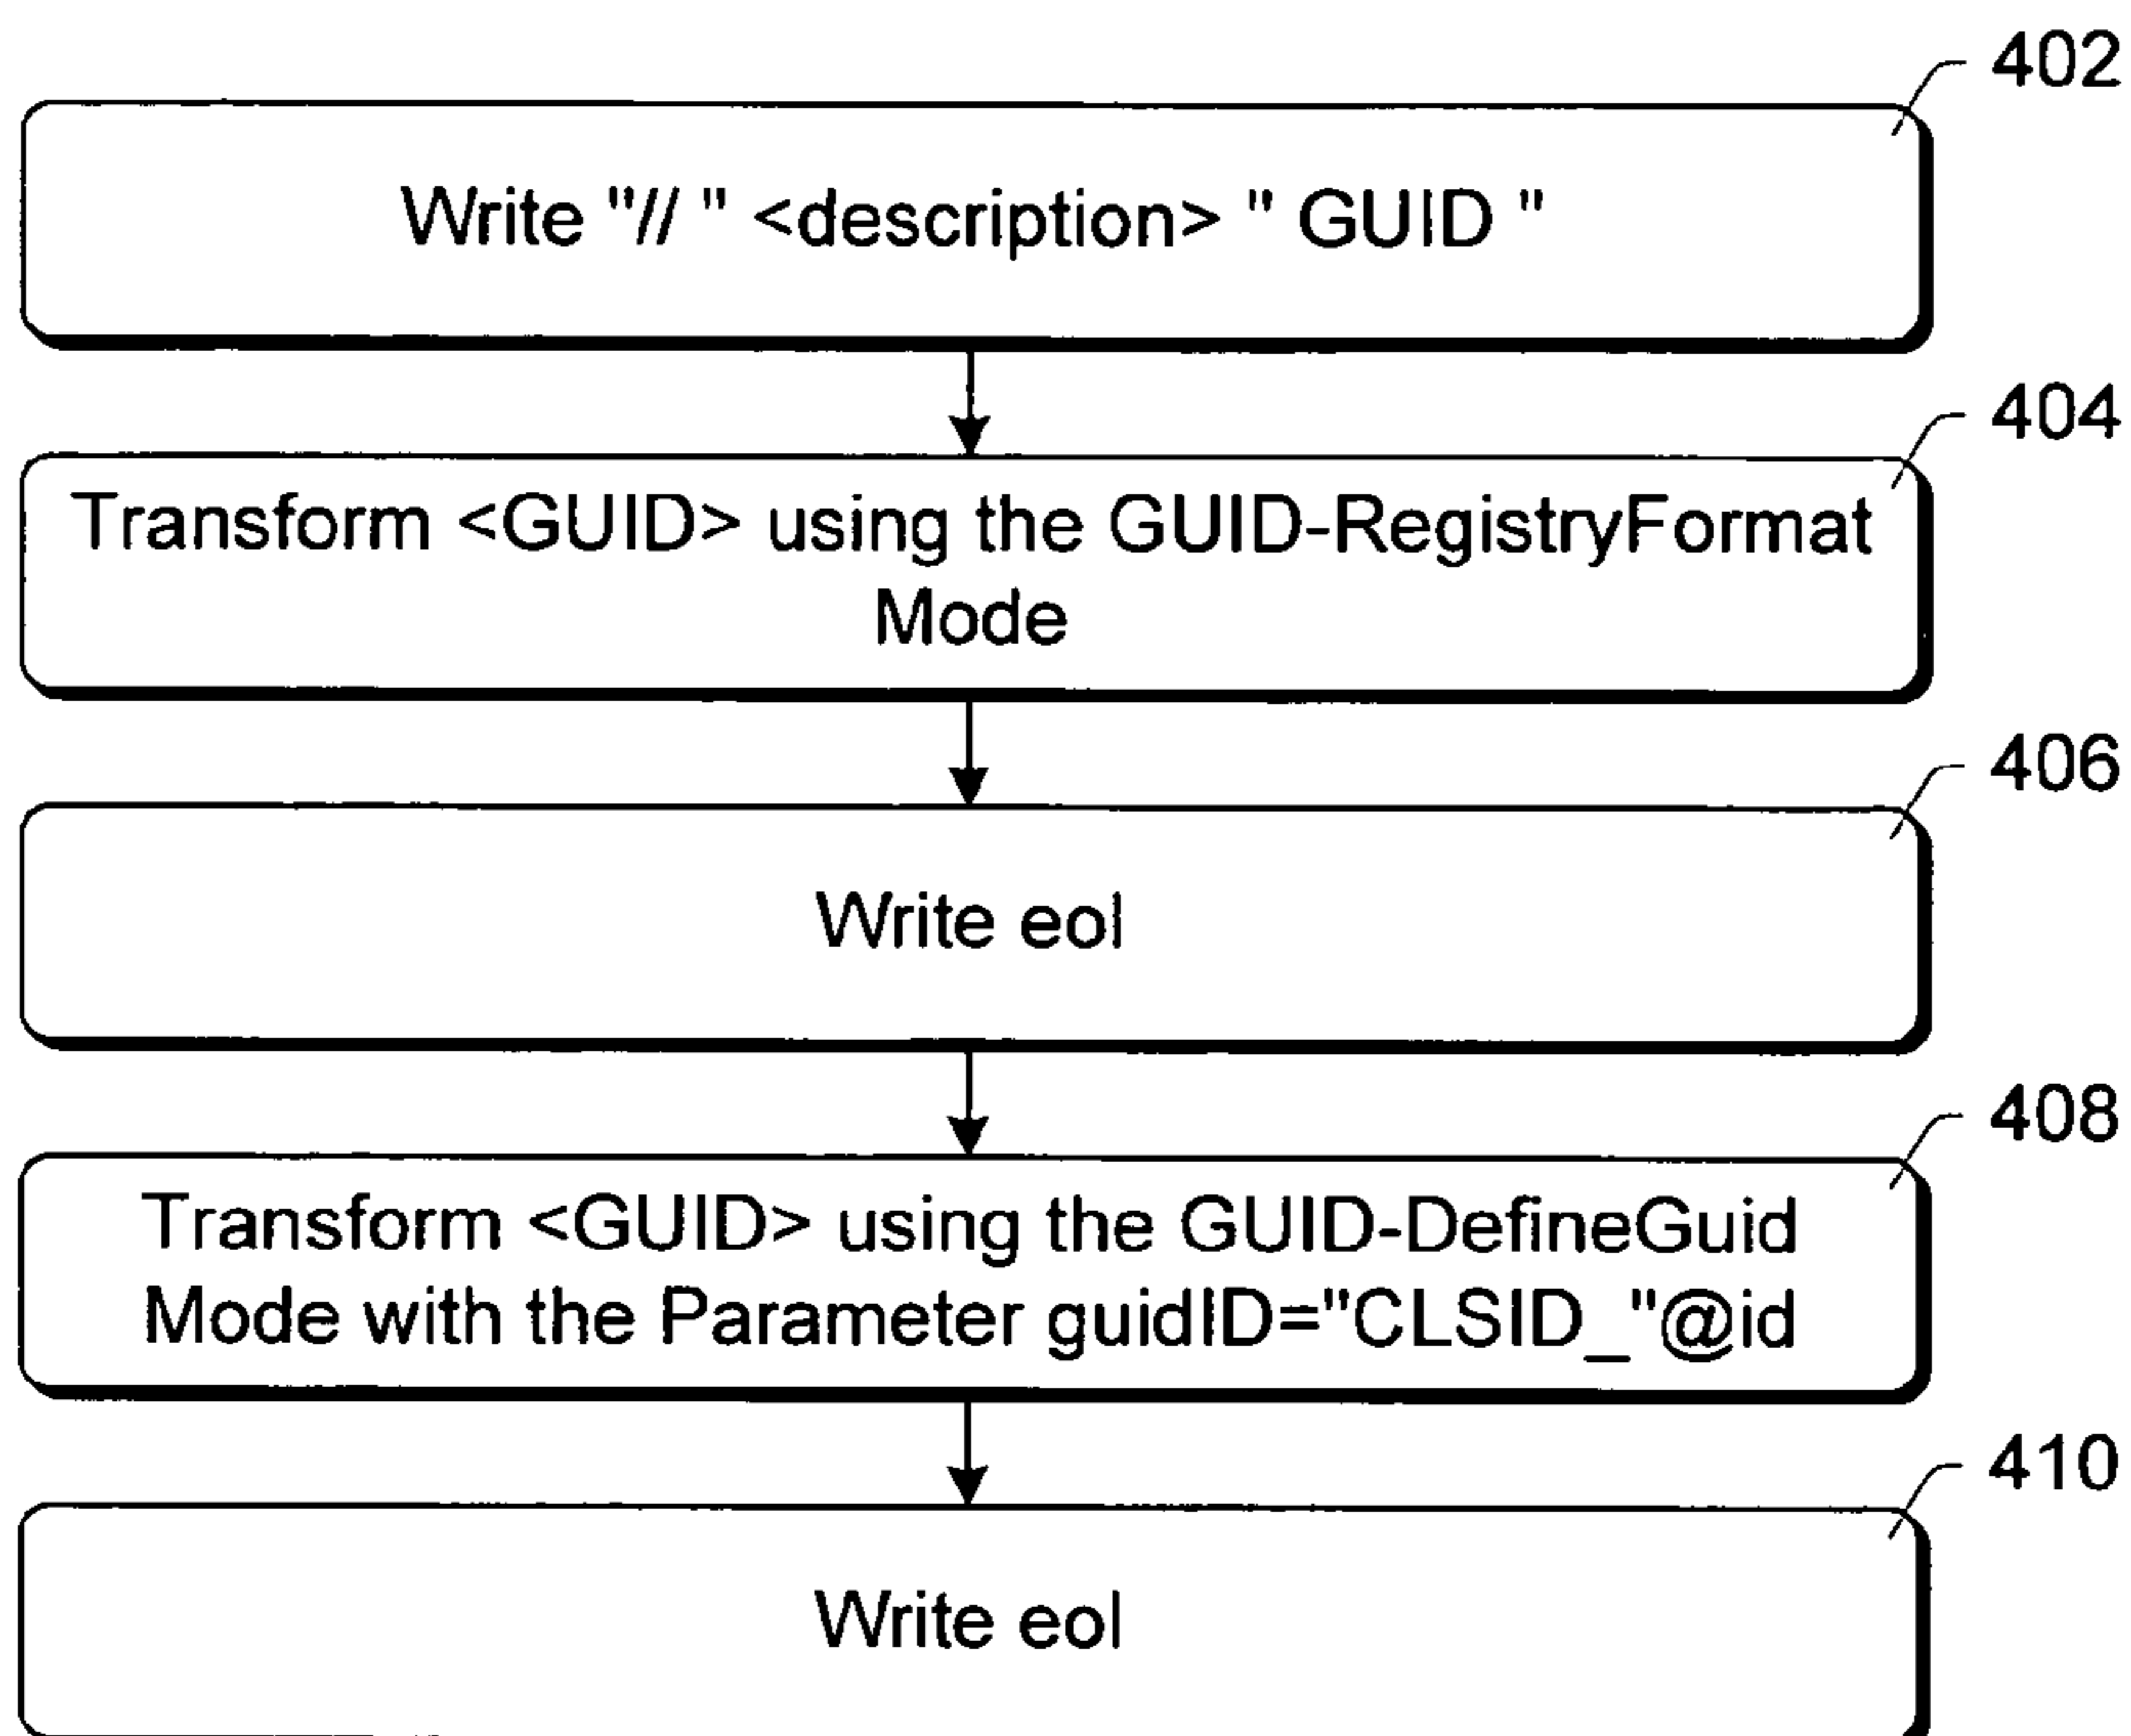 402
Write "// " <description> " GUID "
404
Transform <GUID> using the GUID-RegistryFormat
Mode
406
Write eol
408
Transform <GUID> using the GUID-DefineGuid
Mode with the Parameter guidID="CLSID_"@id
410
Write eol